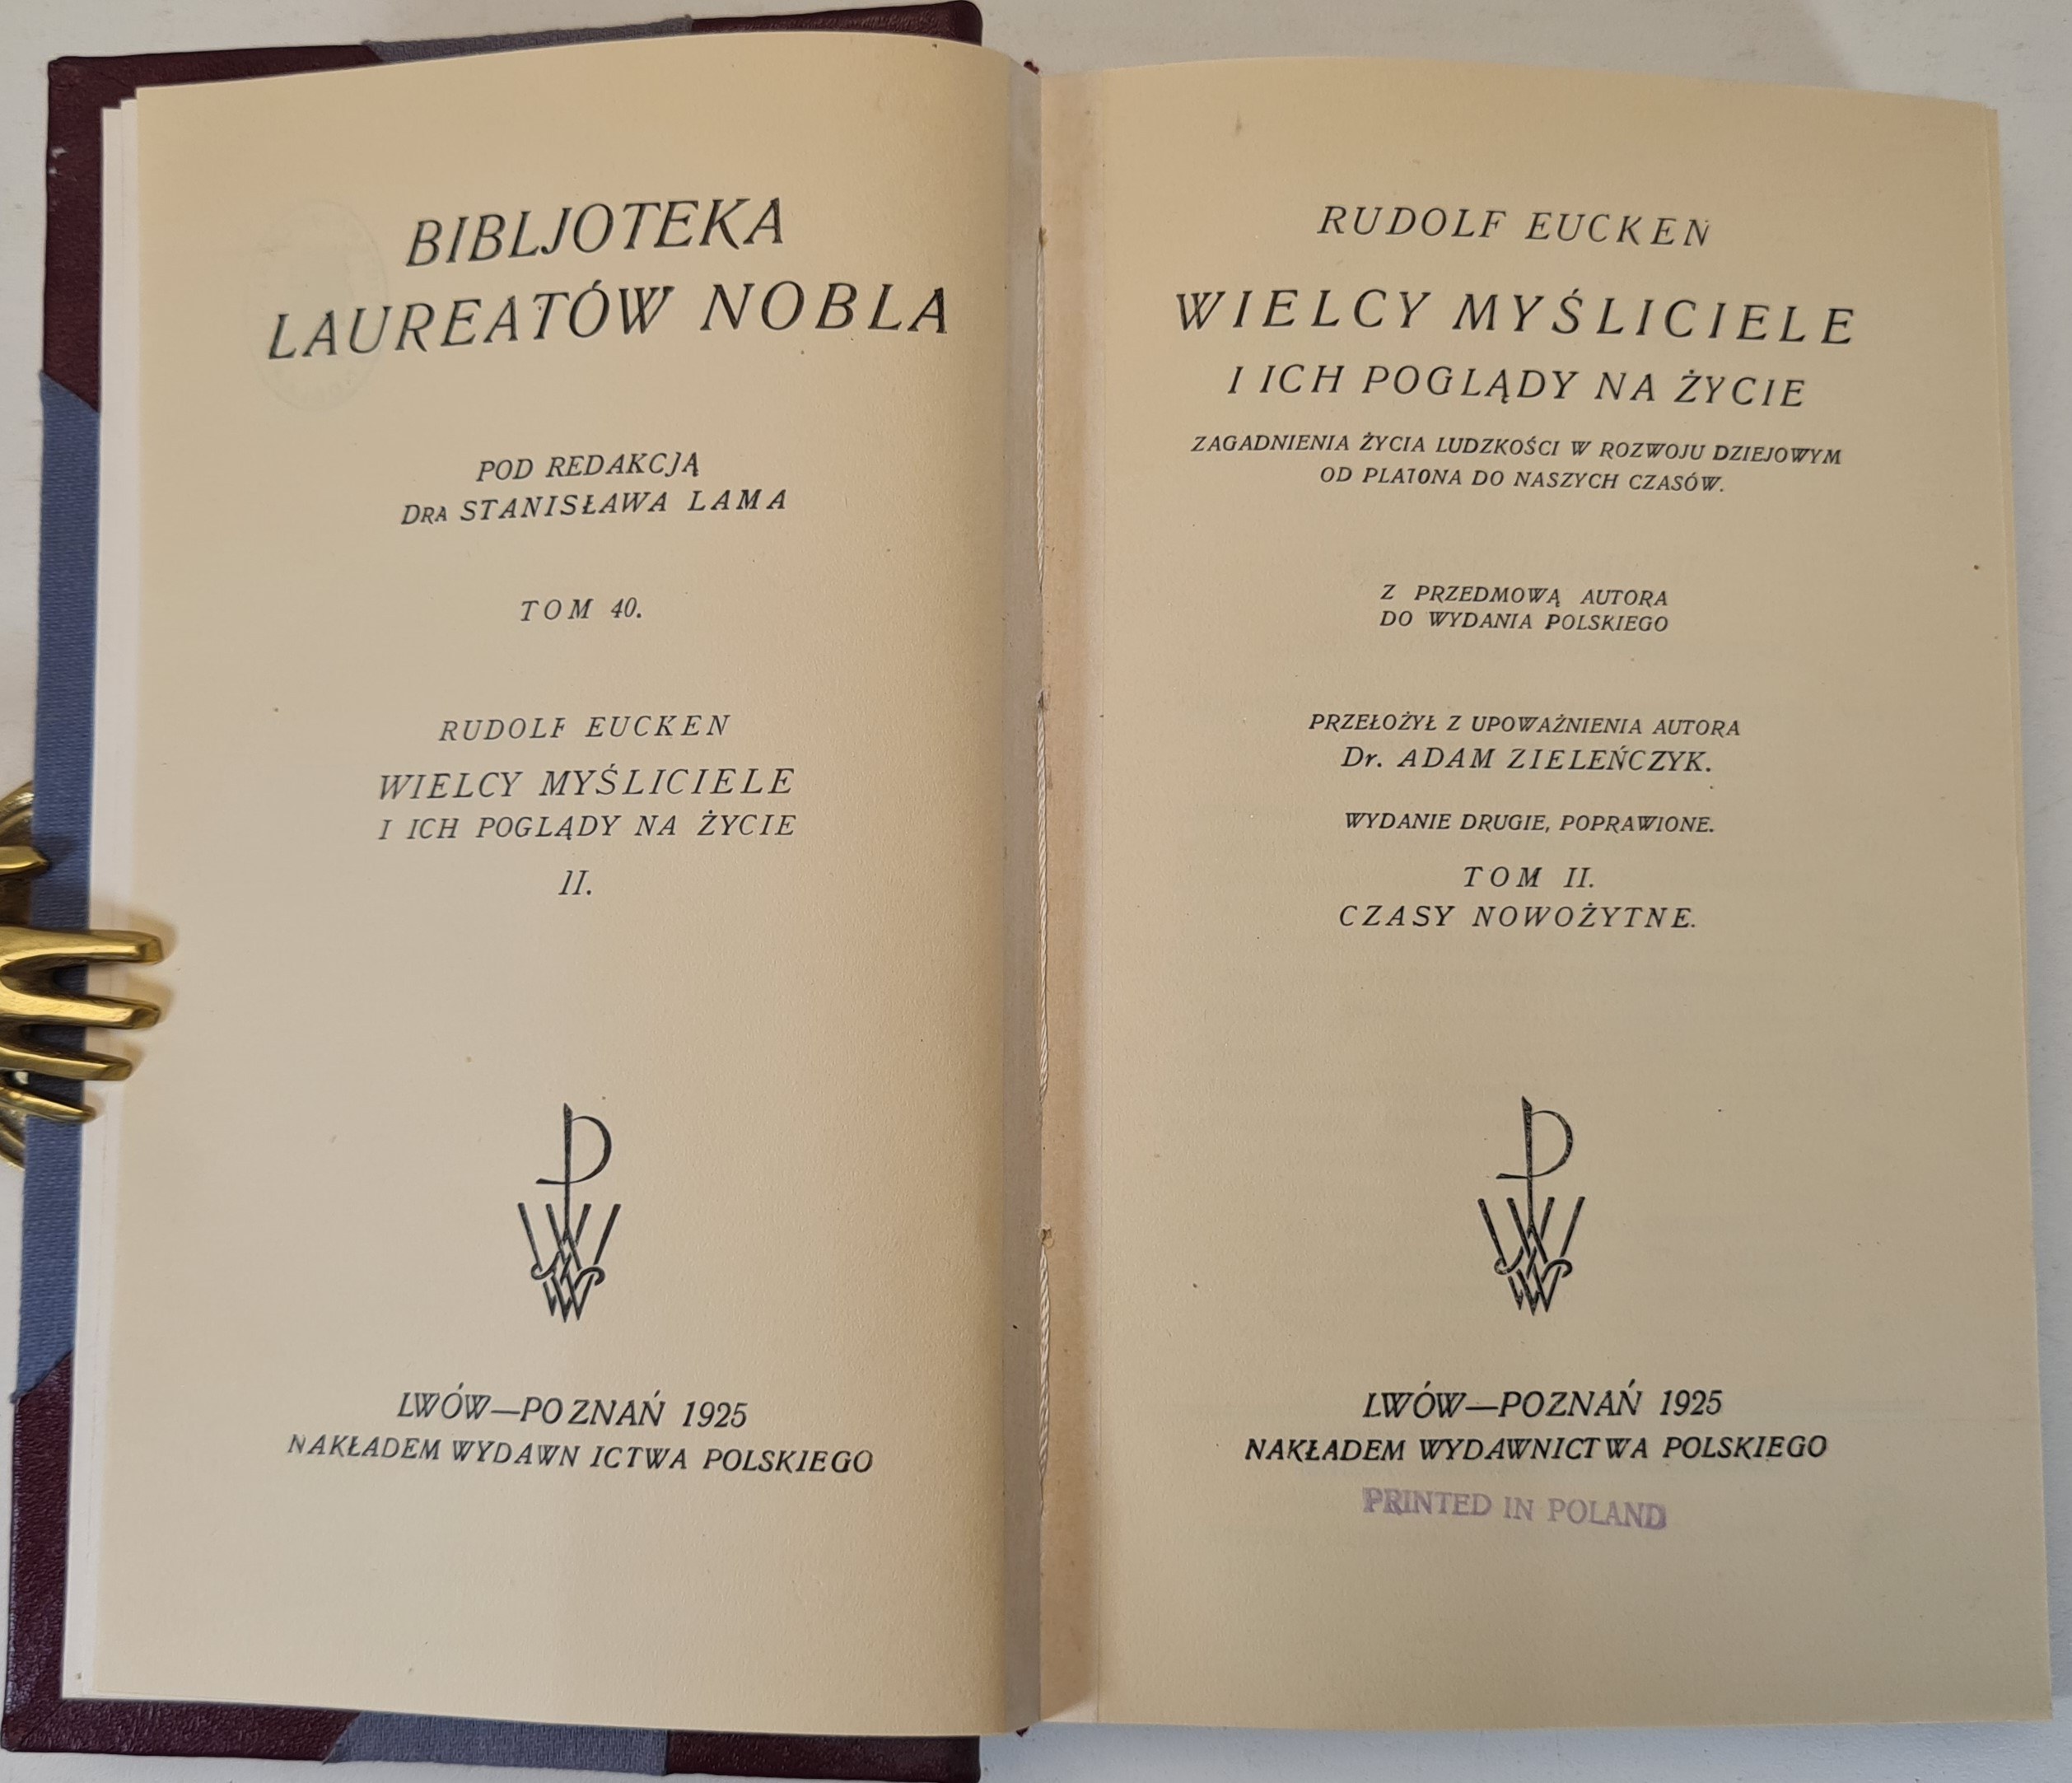 BIBLJOTEKA
LAUREATÓW NOBLA
POD REDAKCJĄ
DRA STANISŁAWA LAMA
TOM 40.
RUDOLF EUCKEN
WIELCY MYŚLICIELE
I ICH POGLĄDY NA ŻYCIE
II.
LWÓW—POZNAŃ 1925
NAKŁADEM WYDAWNICTWA POLSKIEGO
RUDOLF EUCKEN
WIELCY MYŚLICIELE
I ICH POGLĄDY NA ŻYCIE
ZAGADNIENIA ŻYCIA LUDZKOŚCI W ROZWOJU DZIEJOWYM
OD PLATONA DO NASZYCH CZASÓW.
Z PRZEDMOWĄ AUTORA
DO WYDANIA POLSKIEGO
PRZEŁOŻYŁ Z UPOWAŻNIENIA AUTORA
Dr. ADAM ZIELEŃCZYK.
WYDANIE DRUGIE, POPRAWIONE.
TOM II.
CZASY NOWOŻYTNE.
LWÓW—POZNAŃ 1925
NAKŁADEM WYDAWNICTWA POLSKIEGO
PRINTED IN POLAND